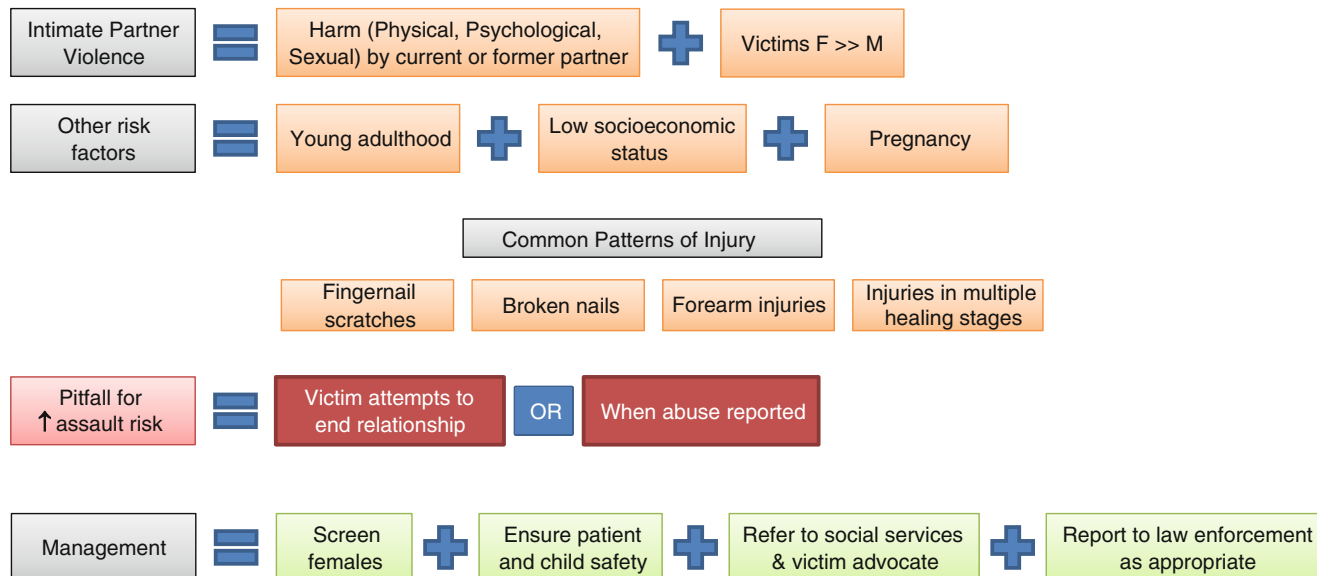 Intimate Partner
Violence
Harm (Physical, Psychological,
Sexual) by current or former partner
Victims F >> M
Other risk
factors
Young adulthood
Low socioeconomic
status
Pregnancy
Common Patterns of Injury
Fingernail
scratches
Broken nails
Forearm injuries
Injuries in multiple
healing stages
Pitfall for
↑ assault risk
Victim attempts to
end relationship
OR
When abuse reported
Management
Screen
females
Ensure patient
and child safety
Refer to social services
& victim advocate
Report to law enforcement
as appropriate